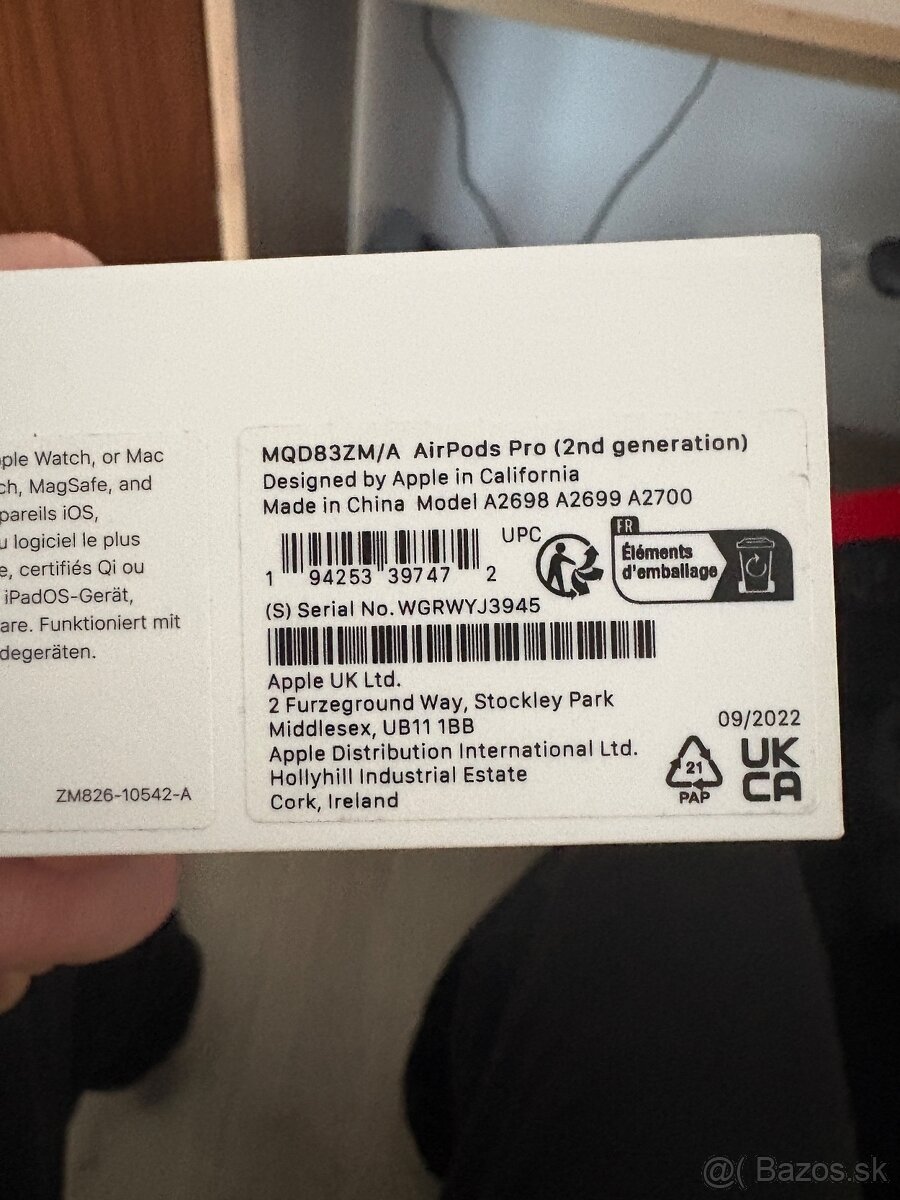 ple Watch, or Mac
ch, MagSafe, and
pareils iOS,
u logiciel le plus
e, certifiés Qi ou
iPadOS-Gerät,
are. Funktioniert mit
degeräten.
ZM826-10542-A
MQD83ZM/A AirPods Pro (2nd generation)
Designed by Apple in California
Made in China Model A2698 A2699 A2700
UPC
1 94253 39747 2
FR
Éléments
d'emballage
(S) Serial No. WGRWYJ3945
Apple UK Ltd.
2 Furzeground Way, Stockley Park
Middlesex, UB11 1BB
Apple Distribution International Ltd.
Hollyhill Industrial Estate
Cork, Ireland
21
PAP
09/2022
UK
CA
@( Bazos.sk